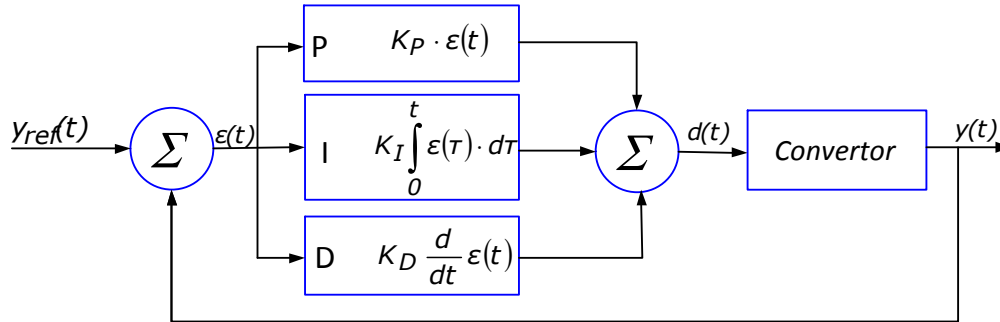 P K_P · ε(t)
y_ref(t)
Σ
ε(t)
I K_I ∫_0^t ε(τ) · dτ
Σ
d(t)
Convertor
y(t)
D K_D d/dt ε(t)